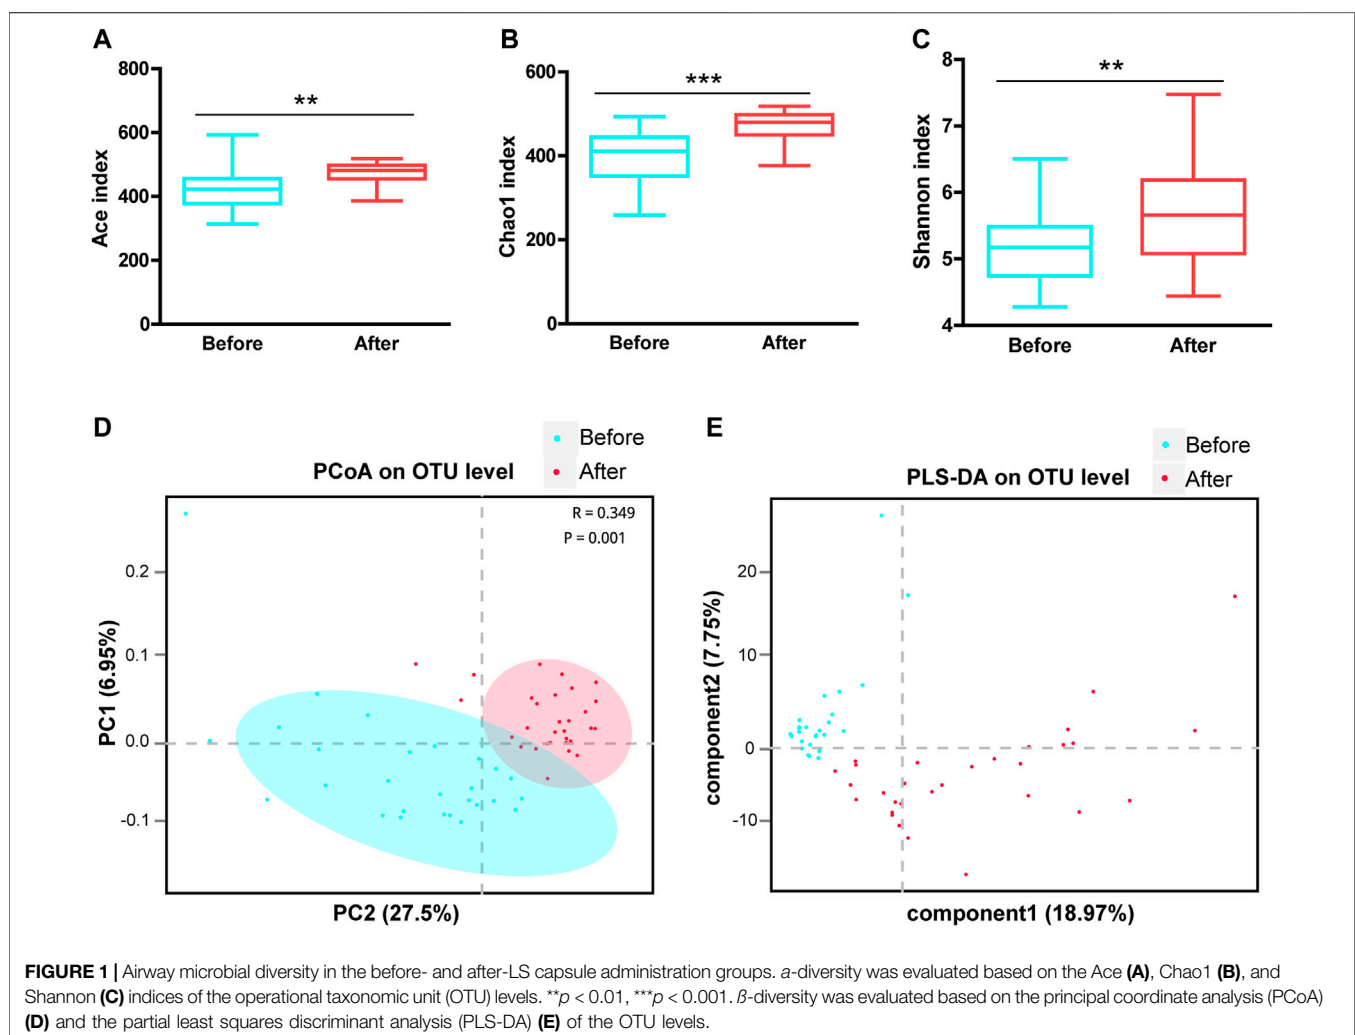 A
B
C
800
600
400
200
0
Ace index
**
Before
After
600
400
200
0
Chao1 index
***
Before
After
8
7
6
5
4
Shannon index
**
Before
After
D
Before
After
PCoA on OTU level
R = 0.349
P = 0.001
0.2
0.1
0.0
-0.1
PC1 (6.95%)
PC2 (27.5%)
E
Before
After
PLS-DA on OTU level
20
10
0
-10
component2 (7.75%)
component1 (18.97%)
FIGURE 1 | Airway microbial diversity in the before- and after-LS capsule administration groups. a-diversity was evaluated based on the Ace (A), Chao1 (B), and
Shannon (C) indices of the operational taxonomic unit (OTU) levels. **p < 0.01, ***p < 0.001. ß-diversity was evaluated based on the principal coordinate analysis (PCoA)
(D) and the partial least squares discriminant analysis (PLS-DA) (E) of the OTU levels.